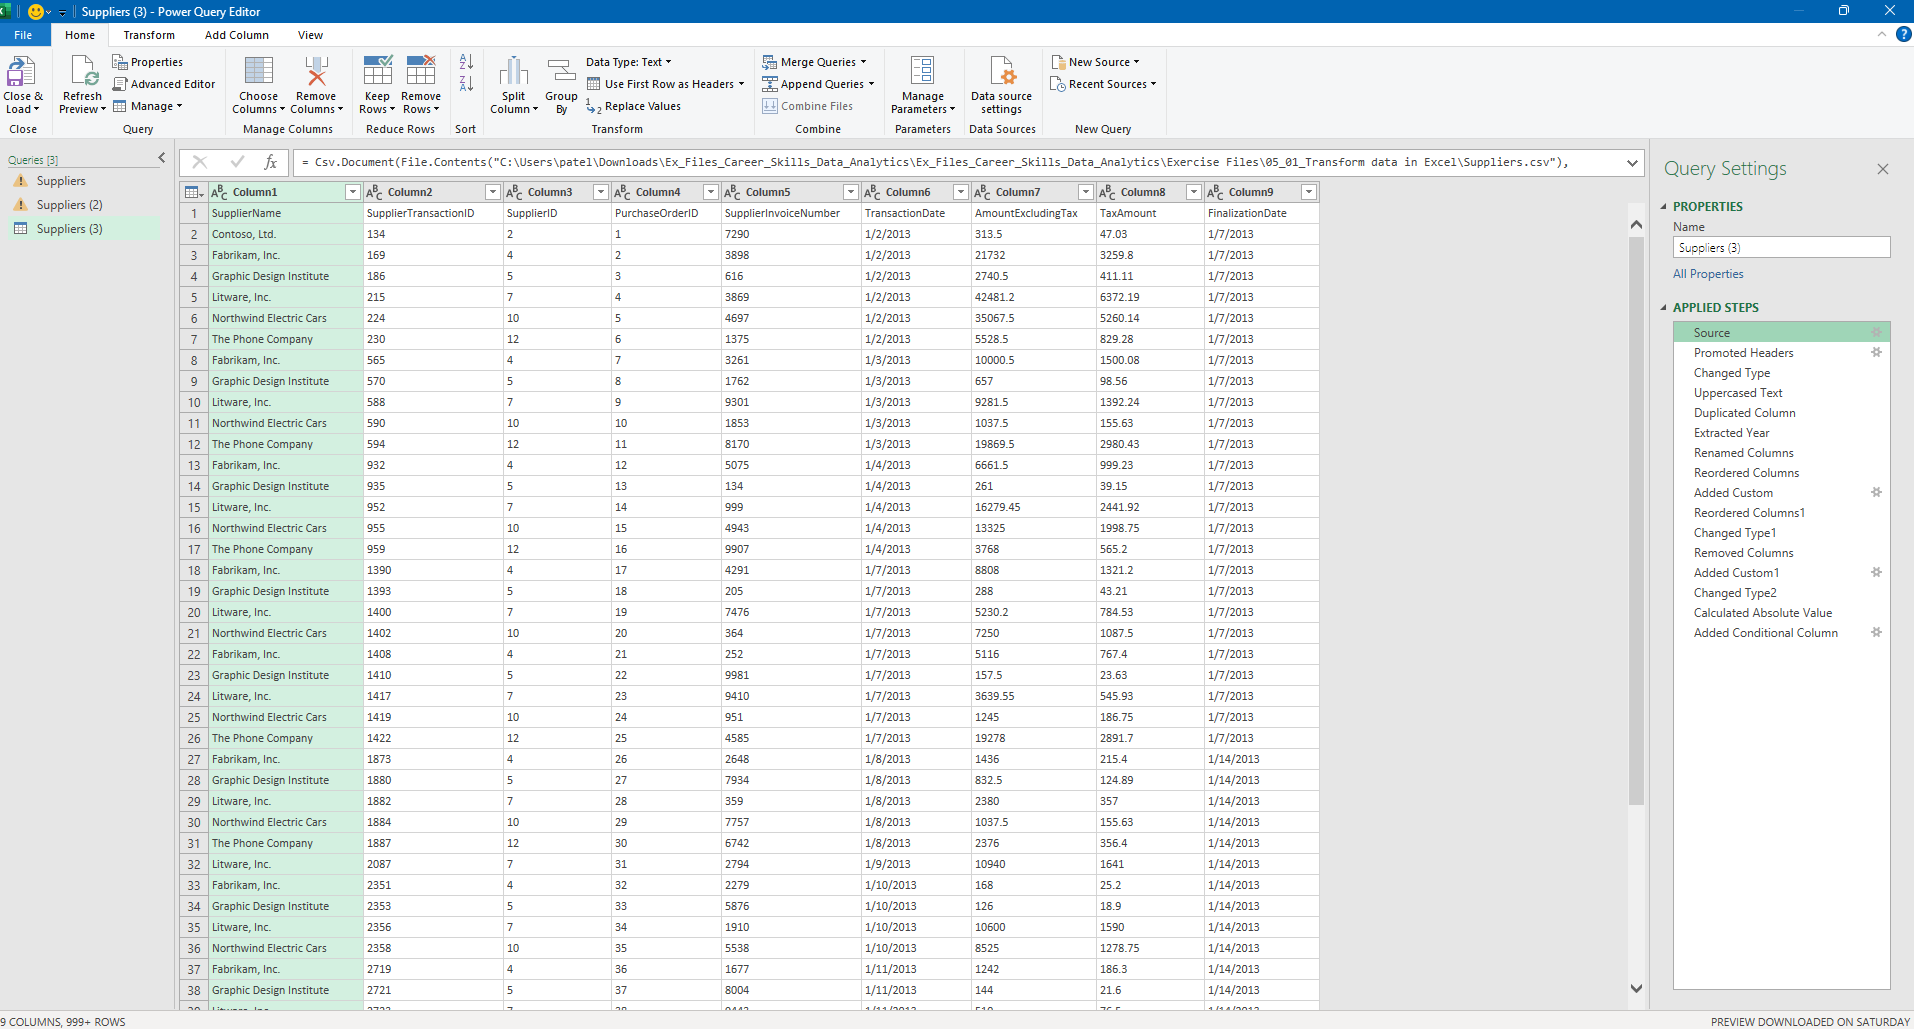 Suppliers (3) - Power Query Editor
File Home Transform Add Column View
Close & Load
Close
Refresh Preview
Properties
Advanced Editor
Manage
Query
Choose Columns
Remove Columns
Manage Columns
Keep Rows
Remove Rows
Reduce Rows
Sort
Split Column
Group By
Data Type: Text
Use First Row as Headers
Replace Values
Transform
Merge Queries
Append Queries
Combine Files
Combine
Manage Parameters
Parameters
Data source settings
Data Sources
New Source
Recent Sources
New Query
Queries [3]
Suppliers
Suppliers (2)
Suppliers (3)
fx = Csv.Document(File.Contents("C:\Users\patel\Downloads\Ex_Files_Career_Skills_Data_Analytics\Ex_Files_Career_Skills_Data_Analytics\Exercise Files\05_01_Transform data in Excel\Suppliers.csv"),
Column1 Column2 Column3 Column4 Column5 Column6 Column7 Column8 Column9
1 SupplierName SupplierTransactionID SupplierID PurchaseOrderID SupplierInvoiceNumber TransactionDate AmountExcludingTax TaxAmount FinalizationDate
2 Contoso, Ltd. 134 2 1 7290 1/2/2013 313.5 47.03 1/7/2013
3 Fabrikam, Inc. 169 4 2 3898 1/2/2013 21732 3259.8 1/7/2013
4 Graphic Design Institute 186 5 3 616 1/2/2013 2740.5 411.11 1/7/2013
5 Litware, Inc. 215 7 4 3869 1/2/2013 42481.2 6372.19 1/7/2013
6 Northwind Electric Cars 224 10 5 4697 1/2/2013 35067.5 5260.14 1/7/2013
7 The Phone Company 230 12 6 1375 1/2/2013 5528.5 829.28 1/7/2013
8 Fabrikam, Inc. 565 4 7 3261 1/3/2013 10000.5 1500.08 1/7/2013
9 Graphic Design Institute 570 5 8 1762 1/3/2013 657 98.56 1/7/2013
10 Litware, Inc. 588 7 9 9301 1/3/2013 9281.5 1392.24 1/7/2013
11 Northwind Electric Cars 590 10 10 1853 1/3/2013 1037.5 155.63 1/7/2013
12 The Phone Company 594 12 11 8170 1/3/2013 19869.5 2980.43 1/7/2013
13 Fabrikam, Inc. 932 4 12 5075 1/4/2013 6661.5 999.23 1/7/2013
14 Graphic Design Institute 935 5 13 134 1/4/2013 261 39.15 1/7/2013
15 Litware, Inc. 952 7 14 999 1/4/2013 16279.45 2441.92 1/7/2013
16 Northwind Electric Cars 955 10 15 4943 1/4/2013 13325 1998.75 1/7/2013
17 The Phone Company 959 12 16 9907 1/4/2013 3768 565.2 1/7/2013
18 Fabrikam, Inc. 1390 4 17 4291 1/7/2013 8808 1321.2 1/7/2013
19 Graphic Design Institute 1393 5 18 205 1/7/2013 288 43.21 1/7/2013
20 Litware, Inc. 1400 7 19 7476 1/7/2013 5230.2 784.53 1/7/2013
21 Northwind Electric Cars 1402 10 20 364 1/7/2013 7250 1087.5 1/7/2013
22 Fabrikam, Inc. 1408 4 21 252 1/7/2013 5116 767.4 1/7/2013
23 Graphic Design Institute 1410 5 22 9981 1/7/2013 157.5 23.63 1/7/2013
24 Litware, Inc. 1417 7 23 9410 1/7/2013 3639.55 545.93 1/7/2013
25 Northwind Electric Cars 1419 10 24 951 1/7/2013 1245 186.75 1/7/2013
26 The Phone Company 1422 12 25 4585 1/7/2013 19278 2891.7 1/7/2013
27 Fabrikam, Inc. 1873 4 26 2648 1/8/2013 1436 215.4 1/14/2013
28 Graphic Design Institute 1880 5 27 7934 1/8/2013 832.5 124.89 1/14/2013
29 Litware, Inc. 1882 7 28 359 1/8/2013 2380 357 1/14/2013
30 Northwind Electric Cars 1884 10 29 7757 1/8/2013 1037.5 155.63 1/14/2013
31 The Phone Company 1887 12 30 6742 1/8/2013 2376 356.4 1/14/2013
32 Litware, Inc. 2087 7 31 2794 1/9/2013 10940 1641 1/14/2013
33 Fabrikam, Inc. 2351 4 32 2279 1/10/2013 168 25.2 1/14/2013
34 Graphic Design Institute 2353 5 33 5876 1/10/2013 126 18.9 1/14/2013
35 Litware, Inc. 2356 7 34 1910 1/10/2013 10600 1590 1/14/2013
36 Northwind Electric Cars 2358 10 35 5538 1/10/2013 8525 1278.75 1/14/2013
37 Fabrikam, Inc. 2719 4 36 1677 1/11/2013 1242 186.3 1/14/2013
38 Graphic Design Institute 2721 5 37 8004 1/11/2013 144 21.6 1/14/2013
Query Settings
PROPERTIES
Name
Suppliers (3)
All Properties
APPLIED STEPS
Source
Promoted Headers
Changed Type
Uppercased Text
Duplicated Column
Extracted Year
Renamed Columns
Reordered Columns
Added Custom
Reordered Columns1
Changed Type1
Removed Columns
Added Custom1
Changed Type2
Calculated Absolute Value
Added Conditional Column
9 COLUMNS, 999+ ROWS
PREVIEW DOWNLOADED ON SATURDAY